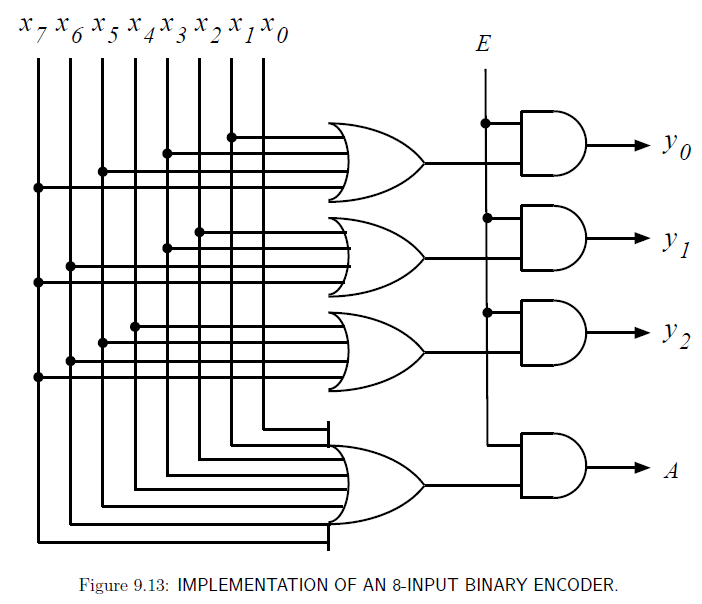 x7 x6 x5 x4 x3 x2 x1 x0
E
y0
y1
y2
A
Figure 9.13: IMPLEMENTATION OF AN 8-INPUT BINARY ENCODER.